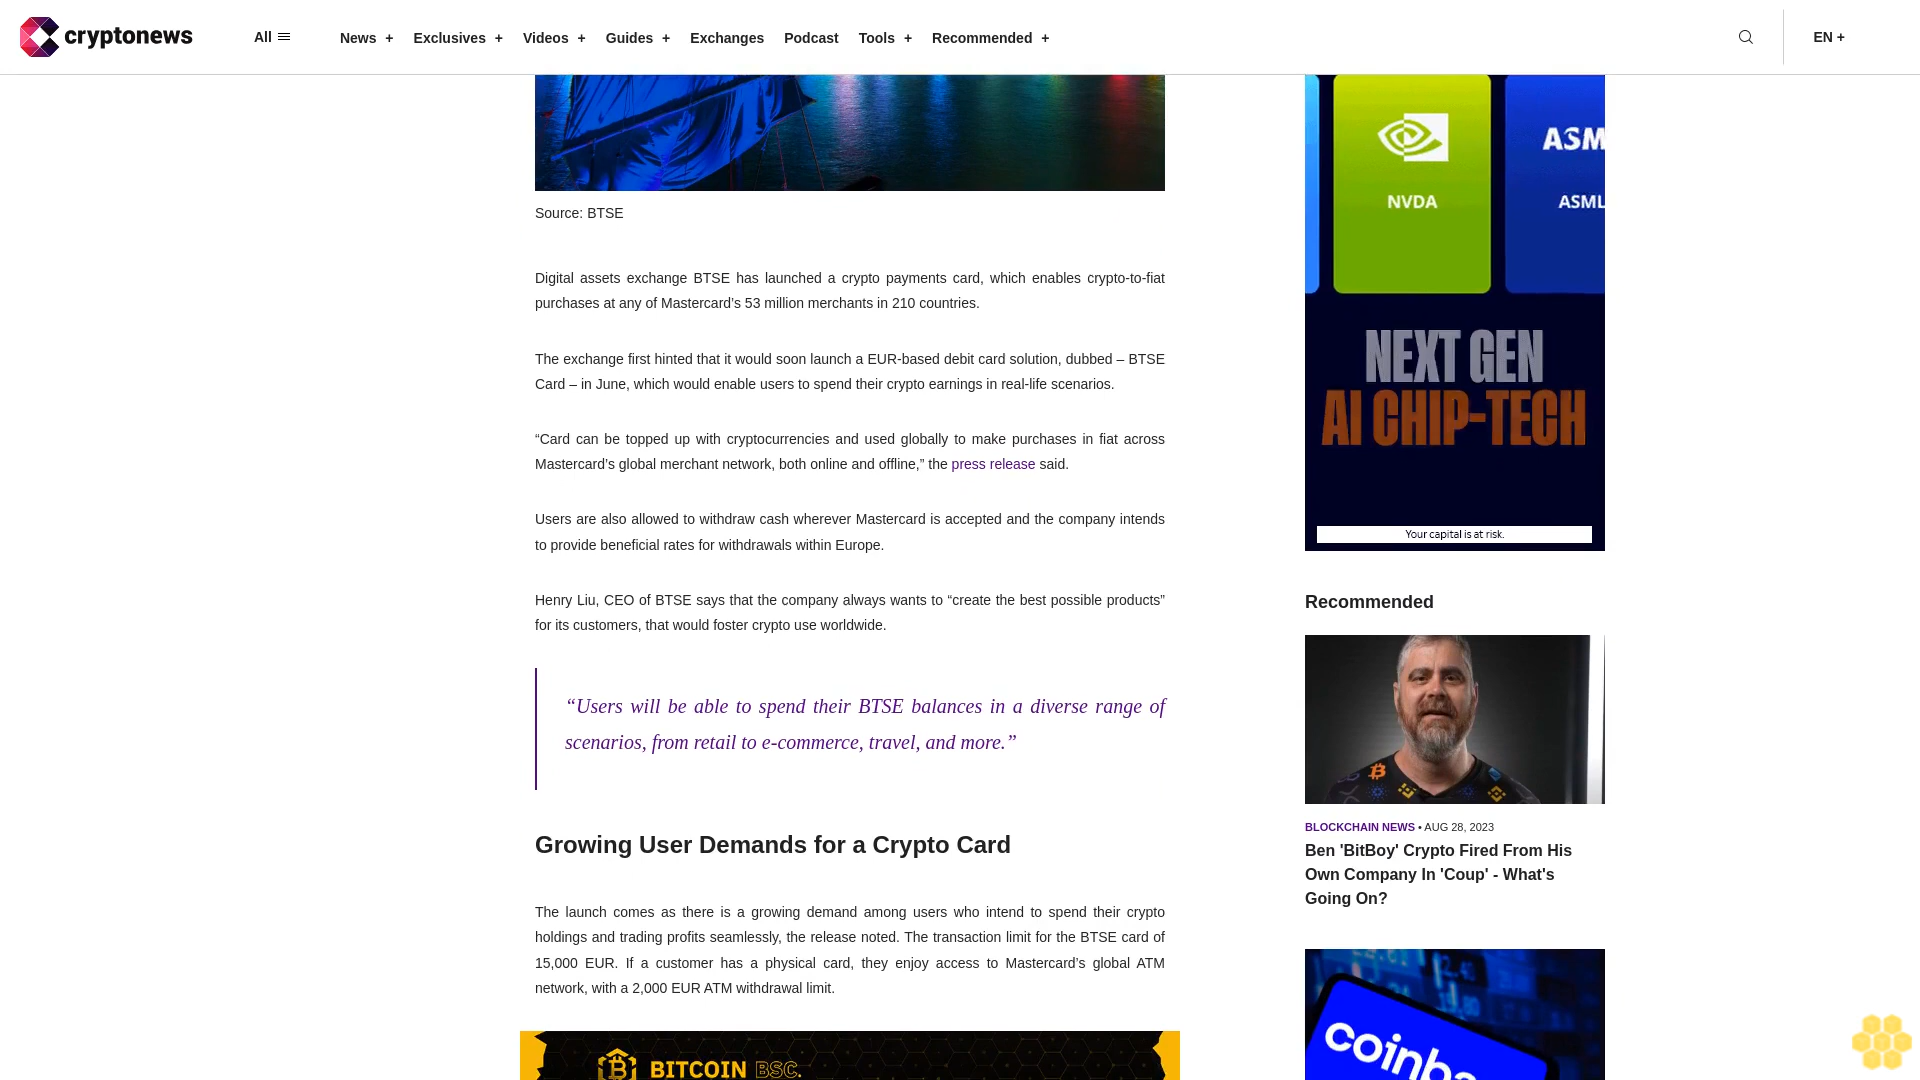 cryptonews
All
News +
Exclusives +
Videos +
Guides +
Exchanges
Podcast
Tools +
Recommended +
EN +
Source: BTSE
Digital assets exchange BTSE has launched a crypto payments card, which enables crypto-to-fiat
purchases at any of Mastercard’s 53 million merchants in 210 countries.
The exchange first hinted that it would soon launch a EUR-based debit card solution, dubbed – BTSE
Card – in June, which would enable users to spend their crypto earnings in real-life scenarios.
“Card can be topped up with cryptocurrencies and used globally to make purchases in fiat across
Mastercard’s global merchant network, both online and offline,” the press release said.
Users are also allowed to withdraw cash wherever Mastercard is accepted and the company intends
to provide beneficial rates for withdrawals within Europe.
Henry Liu, CEO of BTSE says that the company always wants to “create the best possible products”
for its customers, that would foster crypto use worldwide.
“Users will be able to spend their BTSE balances in a diverse range of
scenarios, from retail to e-commerce, travel, and more.”
Growing User Demands for a Crypto Card
The launch comes as there is a growing demand among users who intend to spend their crypto
holdings and trading profits seamlessly, the release noted. The transaction limit for the BTSE card of
15,000 EUR. If a customer has a physical card, they enjoy access to Mastercard’s global ATM
network, with a 2,000 EUR ATM withdrawal limit.
BITCOIN BSC.
ASM
NVDA
ASML
NEXT GEN
AI CHIP-TECH
Your capital is at risk.
Recommended
BLOCKCHAIN NEWS • AUG 28, 2023
Ben 'BitBoy' Crypto Fired From His
Own Company In 'Coup' - What's
Going On?
coinba